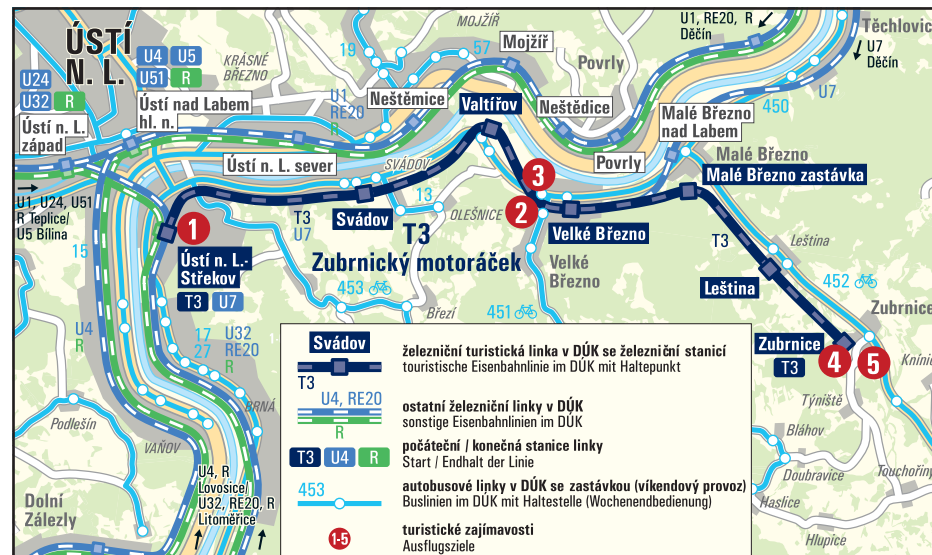 MOJŽÍŘ
U1, RE20, R
Děčín
Těchlovice
U7
Děčín
ÚSTÍ
N. L.
U4 U5
U51 R
U24
U32 R
KRÁSNÉ
BŘEZNO
19
57
Mojžíř
Povrly
U7
450
Ústí n. L.
západ
Ústí nad Labem
hl. n.
U1
RE20
R
Neštěmice
Valtířov
Neštědice
Malé Březno
nad Labem
Ústí n. L. sever
SVÁDOV
Povrly
Malé Březno
Malé Březno zastávka
U1, U24, U51
R Teplice/
U5 Bílina
1
Svádov
13
OLEŠNICE
3
2
Velké Březno
T3
U7
T3
Zubrnický motoráček
T3
Leština
15
Ústí n. L.-
Střekov
T3 U7
453
Březí
Velké
Březno
451
Leština
452
Zubrnice
U4
R
17
27
U32
RE20
R
Zubrnice
T3
4
5
Knínice
Týniště
BRNÁ
Podlešín
VAŇOV
Bláhov
Doubravice
Touchořiny
Haslice
Hlupice
Dolní
Zálezly
U4, R
Lovosice/
U32, RE20, R
Litoměřice
Svádov
T3
železniční turistická linka v DÚK se železniční stanicí
touristische Eisenbahnlinie im DÚK mit Haltepunkt
U4, RE20
R
ostatní železniční linky v DÚK
sonstige Eisenbahnlinien im DÚK
T3 U4 R
počáteční / konečná stanice linky
Start / Endhalt der Linie
453
autobusové linky v DÚK se zastávkou (víkendový provoz)
Buslinien im DÚK mit Haltestelle (Wochenendbedienung)
1-5
turistické zajímavosti
Ausflugsziele